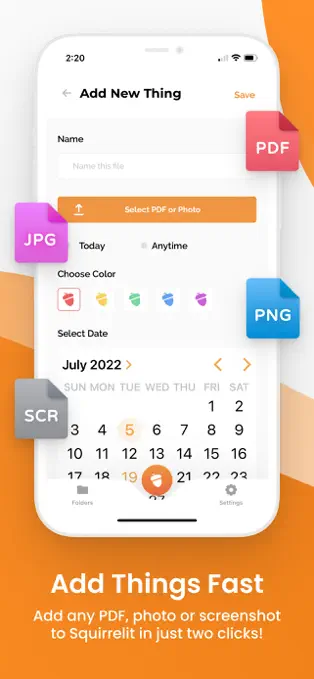 2:20
Add New Thing
Save
Name
PDF
Name this file
Select PDF or Photo
JPG
Today
Anytime
Choose Color
PNG
Select Date
July 2022
SUN MON TUE WED THU FRI SAT
1 2
3 4 5 6 7 8 9
SCR
10 11 12 13 14 15 16
17 18 19 21 22 23
Folders
Settings
Add Things Fast
Add any PDF, photo or screenshot
to Squirrelit in just two clicks!